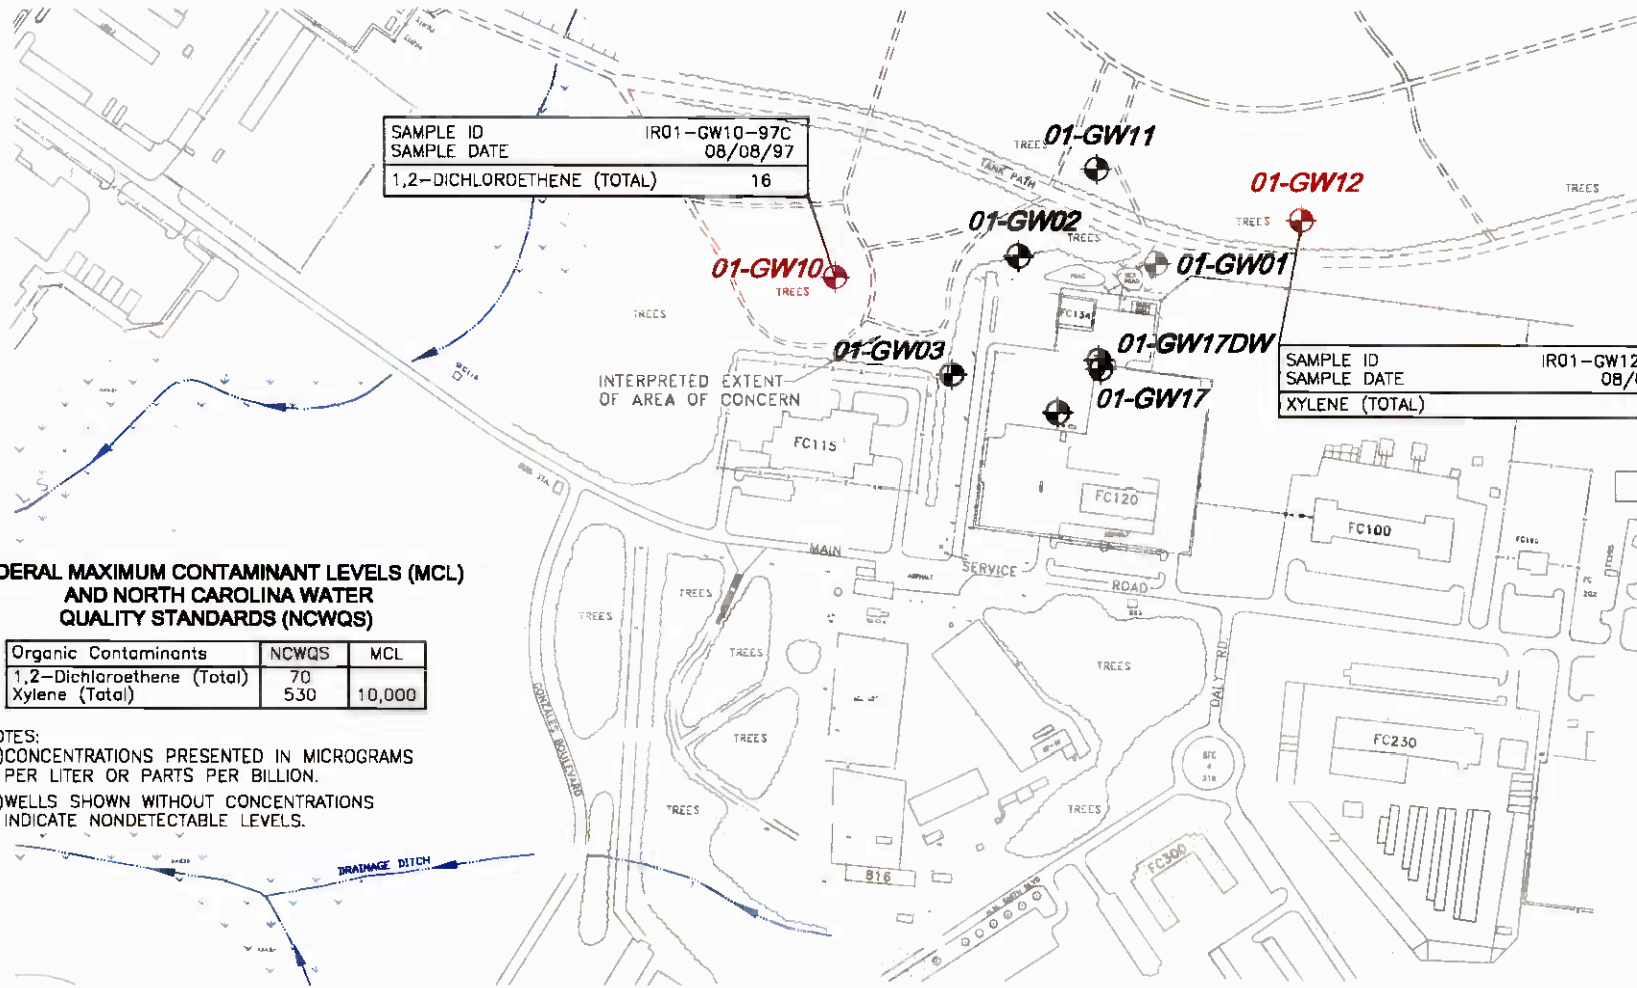 SAMPLE ID IR01-GW10-97C
SAMPLE DATE 08/08/97
1,2-DICHLOROETHENE (TOTAL) 16
01-GW11
TREES
TANK PATH
01-GW12
TREES
TREES
01-GW02
TREES
01-GW01
01-GW10
TREES
TREES
FC134
01-GW03
01-GW17DW
SAMPLE ID IR01-GW12
SAMPLE DATE 08/
XYLENE (TOTAL)
INTERPRETED EXTENT
OF AREA OF CONCERN
01-GW17
FC115
FC120
FC100
MAIN
SERVICE
ROAD
ASPHALT
DERAL MAXIMUM CONTAMINANT LEVELS (MCL)
AND NORTH CAROLINA WATER
QUALITY STANDARDS (NCWQS)
Organic Contaminants NCWQS MCL
1,2-Dichloroethene (Total) 70
Xylene (Total) 530 10,000
OTES:
)CONCENTRATIONS PRESENTED IN MICROGRAMS
PER LITER OR PARTS PER BILLION.
)WELLS SHOWN WITHOUT CONCENTRATIONS
INDICATE NONDETECTABLE LEVELS.
TREES
TREES
TREES
TREES
TREES
TREES
TREES
GONZALES BOULEVARD
DALY RD
FC230
DRAINAGE DITCH
816
FC300